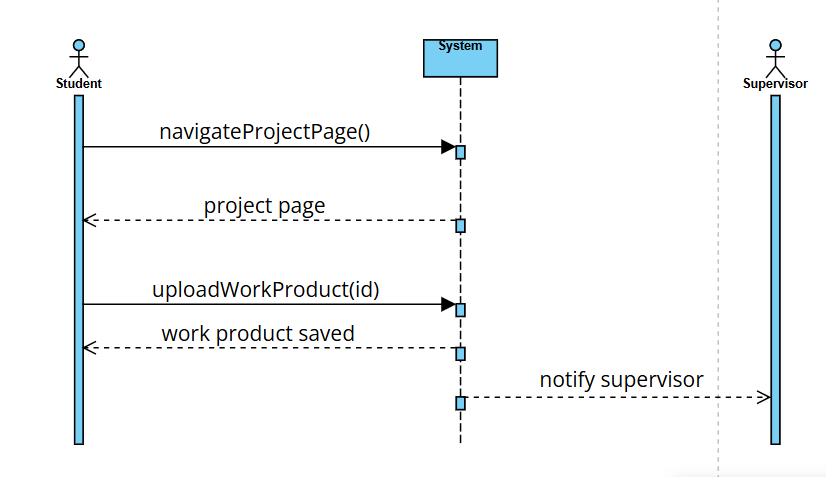 System
Student
Supervisor
navigateProjectPage()
project page
uploadWorkProduct(id)
work product saved
notify supervisor